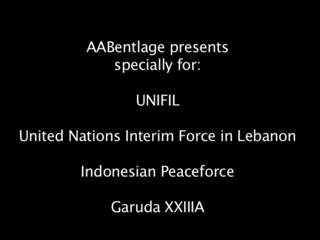 AABentlage presents
specially for:
UNIFIL
United Nations Interim Force in Lebanon
Indonesian Peaceforce
Garuda XXIIIA